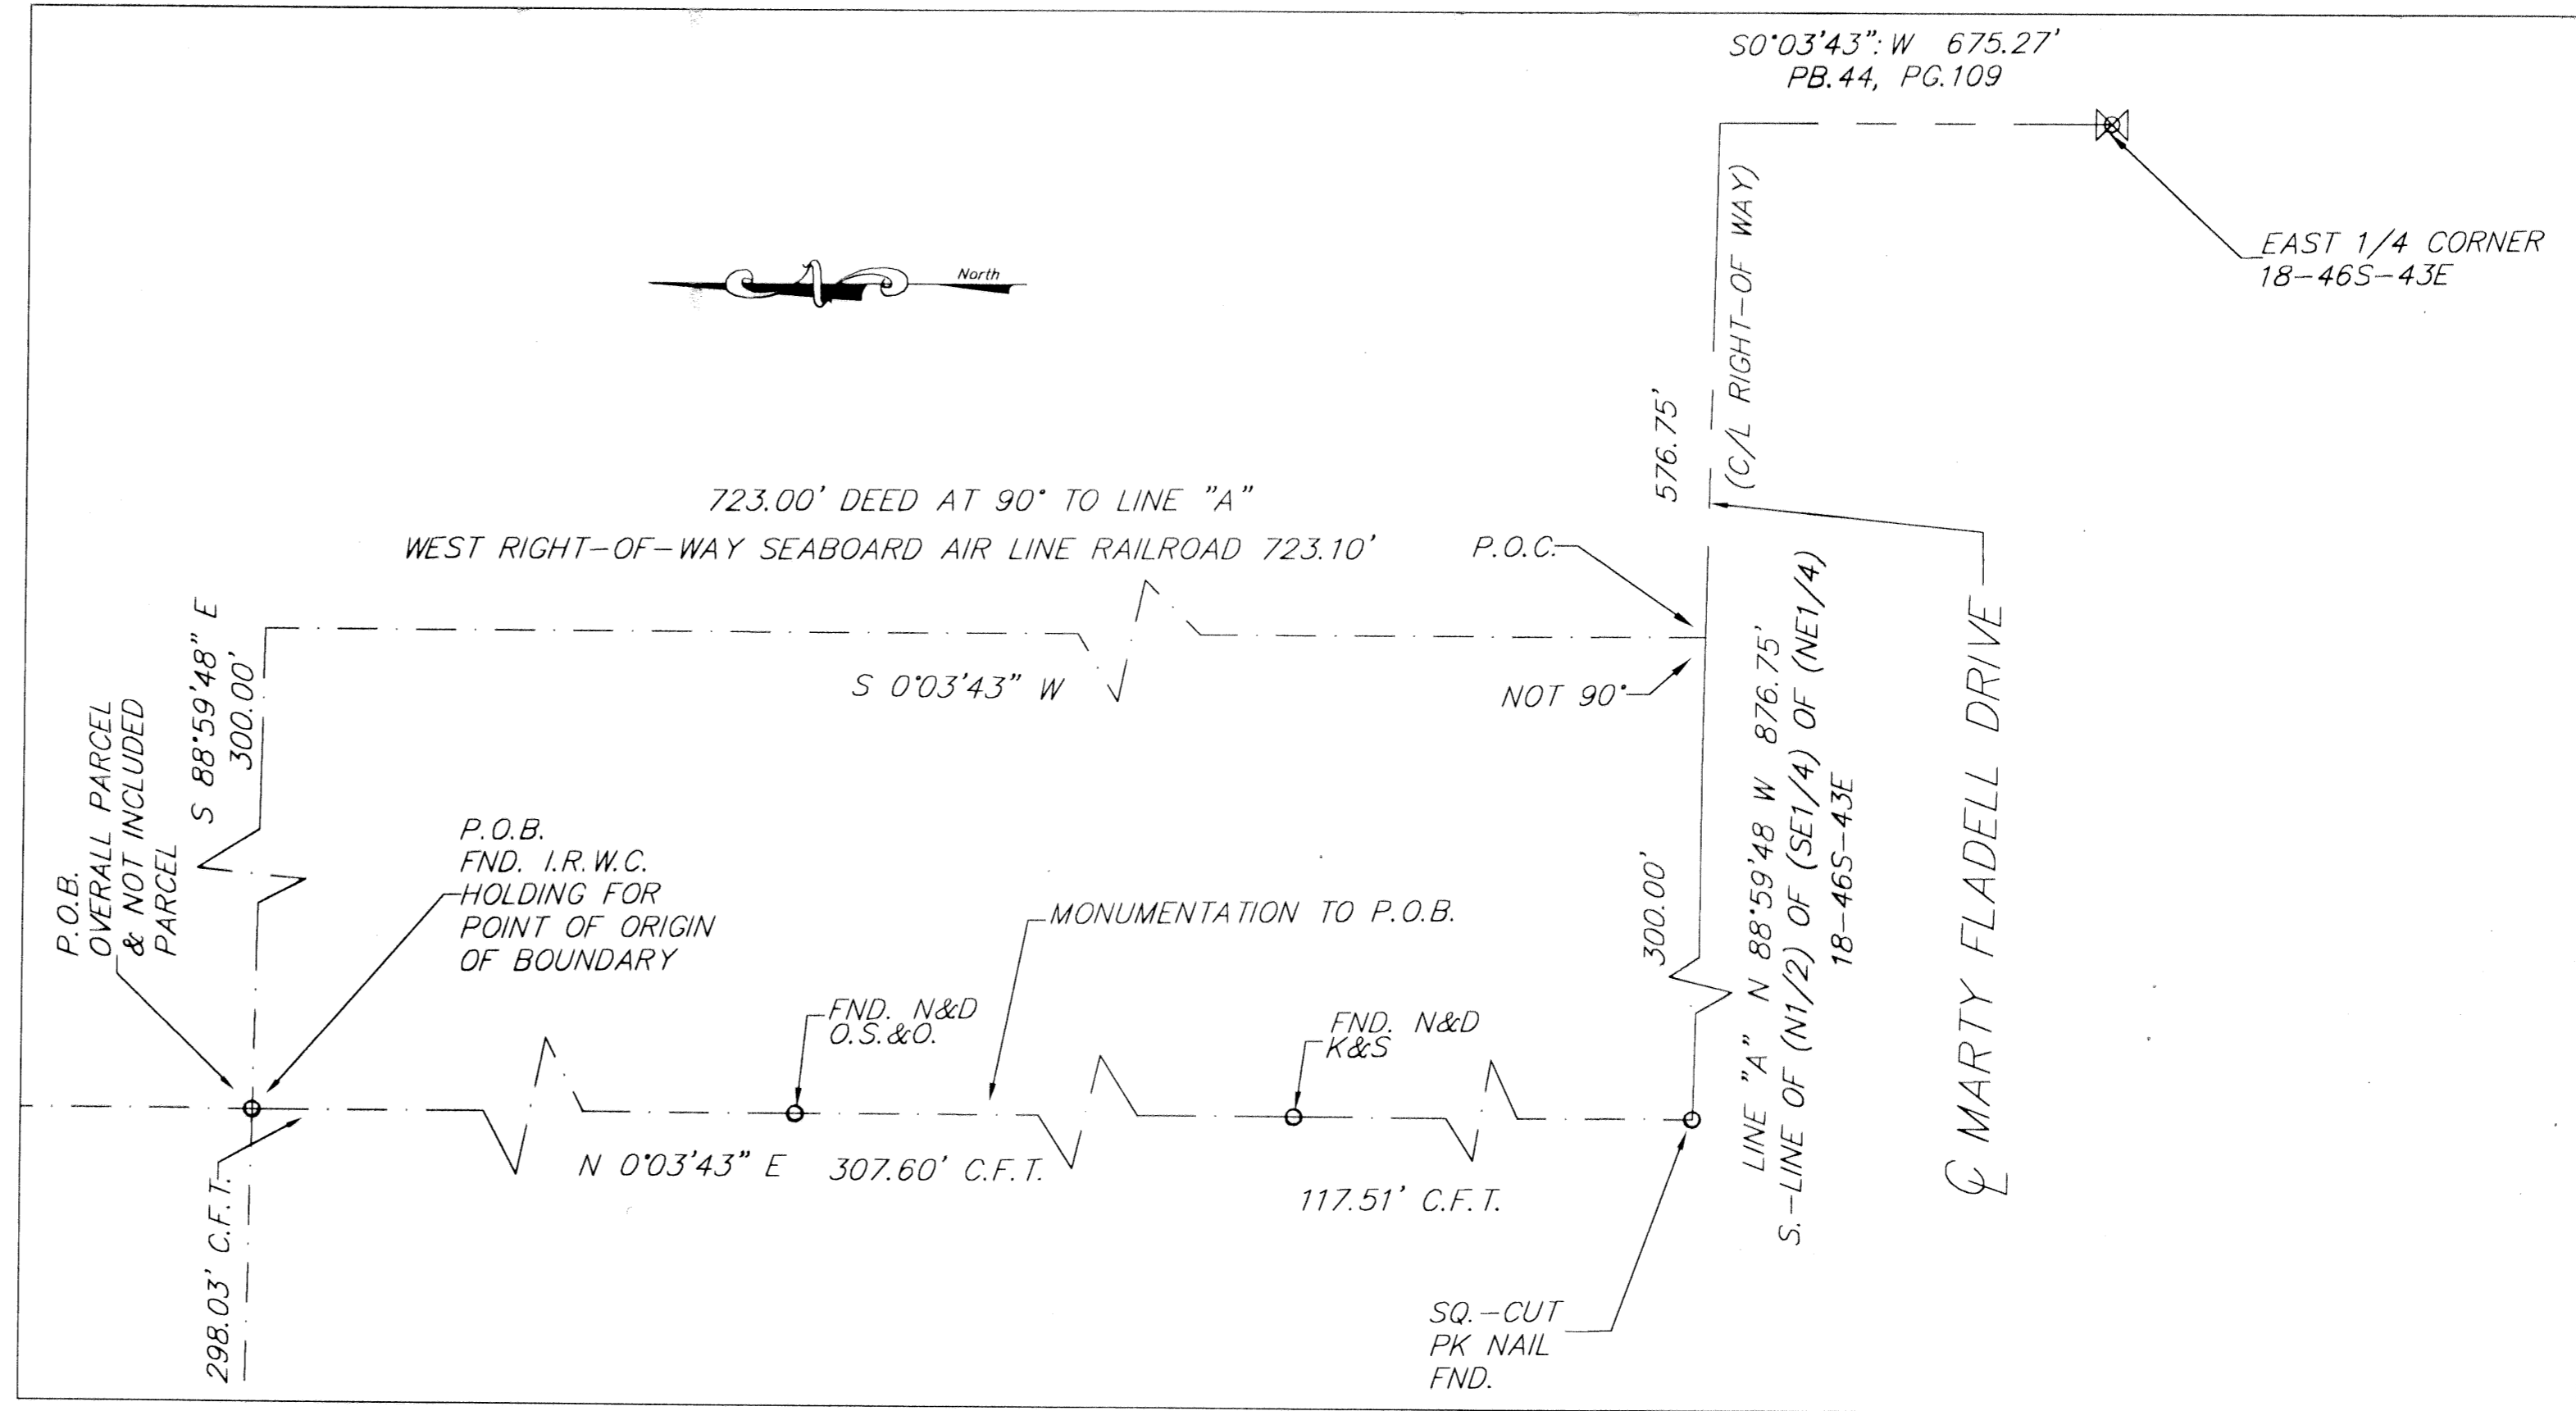 S0°03'43":W 675.27'
PB.44, PG.109
EAST 1/4 CORNER
18-46S-43E
(C/L RIGHT-OF WAY)
North
576.75'
723.00' DEED AT 90° TO LINE "A"
WEST RIGHT-OF-WAY SEABOARD AIR LINE RAILROAD 723.10'
P.O.C.
S 0°03'43" W
NOT 90°
S 88°59'48" E
300.00'
P.O.B.
OVERALL PARCEL
& NOT INCLUDED
PARCEL
P.O.B.
FND. I.R.W.C.
HOLDING FOR
POINT OF ORIGIN
OF BOUNDARY
MONUMENTATION TO P.O.B.
300.00'
LINE "A" N 88°59'48 W 876.75'
S.-LINE OF (N1/2) OF (SE1/4) OF (NE1/4)
18-46S-43E
℄ MARTY FLADELL DRIVE
FND. N&D
O.S.&O.
FND. N&D
K&S
N 0°03'43" E 307.60' C.F.T.
117.51' C.F.T.
298.03' C.F.T.
SQ.-CUT
PK NAIL
FND.